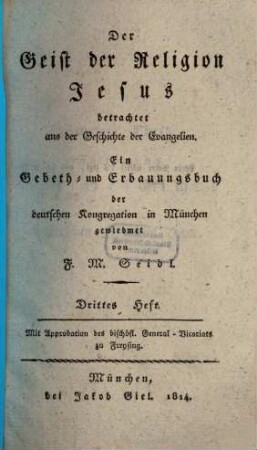 Der
Geist der Religion
Jesus
betrachtet
aus der Geschichte der Evangelien.
Ein
Gebeth- und Erbauungsbuch
der
deutschen Kongregation in München
gewiedmet
von
F. M. Seidl.
Drittes Heft.
Mit Approbation des bischöfl. General-Vicariats
zu Freysing.
München,
bei Jakob Giel. 1814.